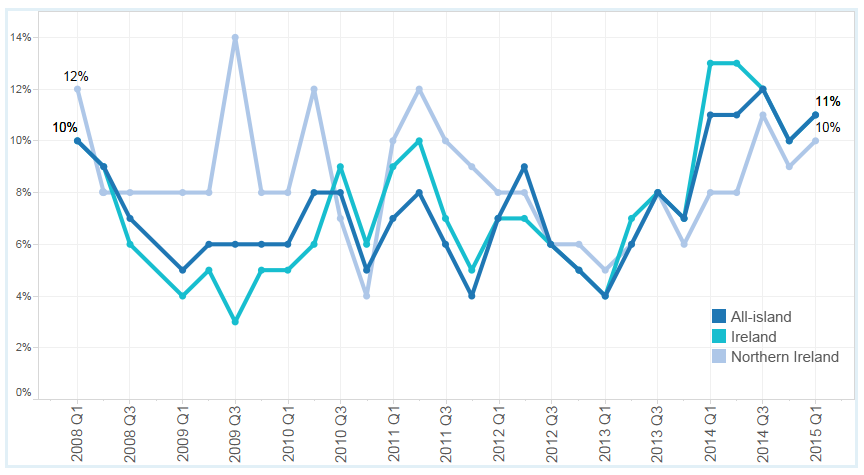 14%
12%
10%
8%
6%
4%
2%
0%
12%
10%
11%
10%
All-island
Ireland
Northern Ireland
2008 Q1
2008 Q3
2009 Q1
2009 Q3
2010 Q1
2010 Q3
2011 Q1
2011 Q3
2012 Q1
2012 Q3
2013 Q1
2013 Q3
2014 Q1
2014 Q3
2015 Q1